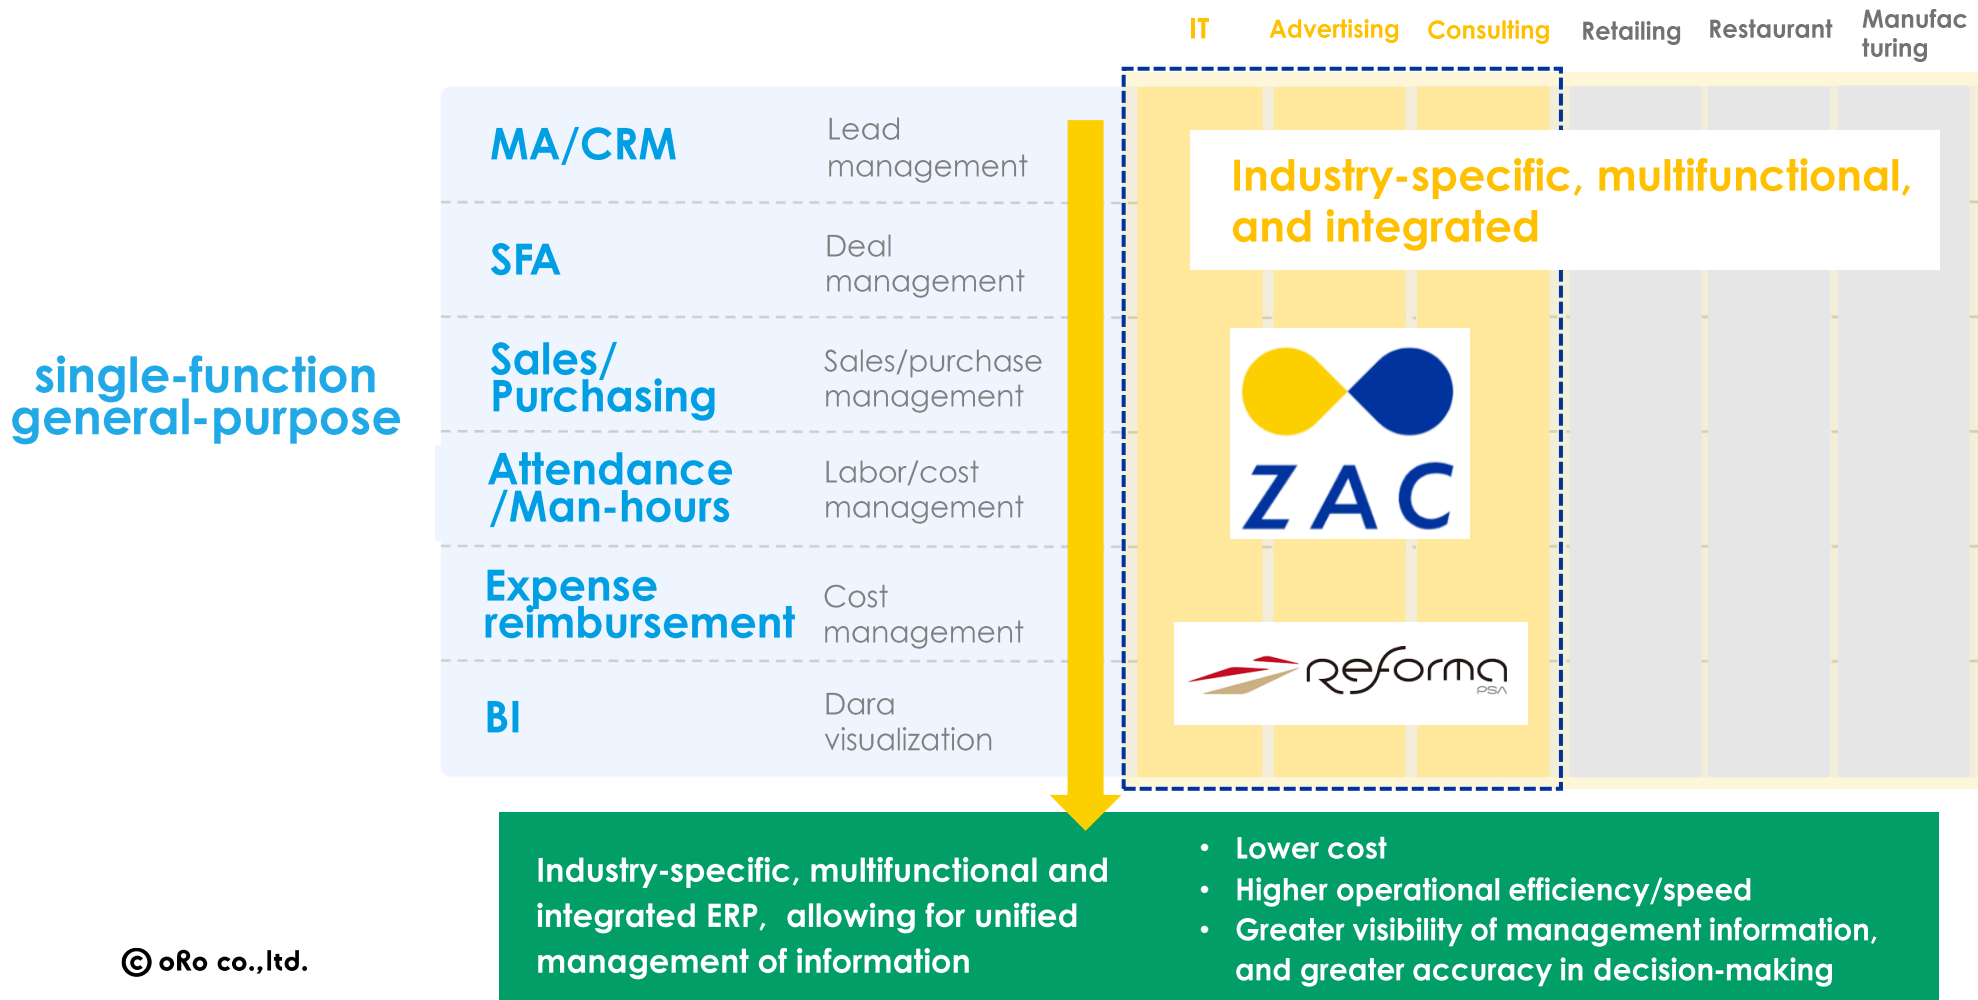 IT Advertising Consulting Retailing Restaurant Manufac
turing
MA/CRM
Lead
management
Industry-specific, multifunctional,
and integrated
SFA
Deal
management
single-function
general-purpose
Sales/
Purchasing
Sales/purchase
management
ZAC
Attendance
/Man-hours
Labor/cost
management
Expense
reimbursement
Cost
management
Reforma
PSA
BI
Dara
visualization
Industry-specific, multifunctional and
integrated ERP, allowing for unified
management of information
• Lower cost
• Higher operational efficiency/speed
• Greater visibility of management information,
and greater accuracy in decision-making
© oRo co.,ltd.